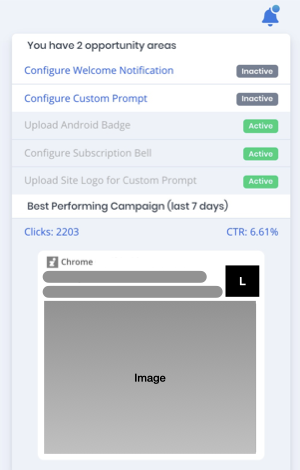 You have 2 opportunity areas
Configure Welcome Notification Inactive
Configure Custom Prompt Inactive
Upload Android Badge Active
Configure Subscription Bell Active
Upload Site Logo for Custom Prompt Active
Best Performing Campaign (last 7 days)
Clicks: 2203 CTR: 6.61%
Chrome
L
Image